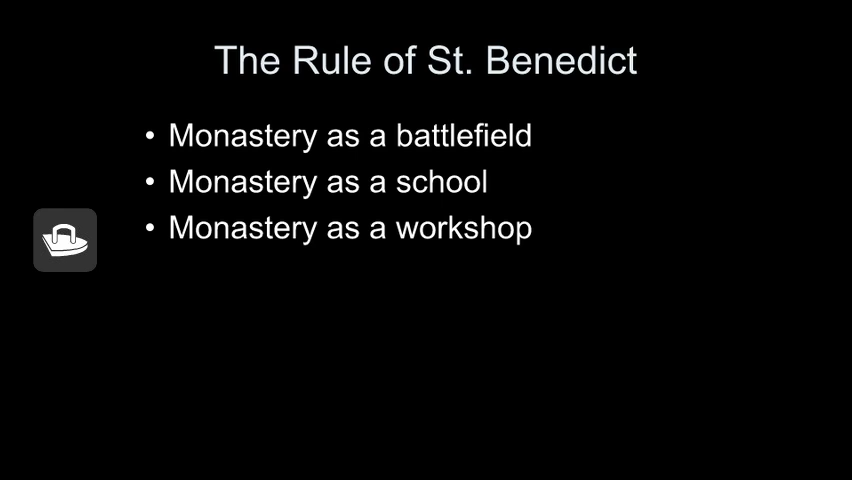 The Rule of St. Benedict
• Monastery as a battlefield
• Monastery as a school
• Monastery as a workshop